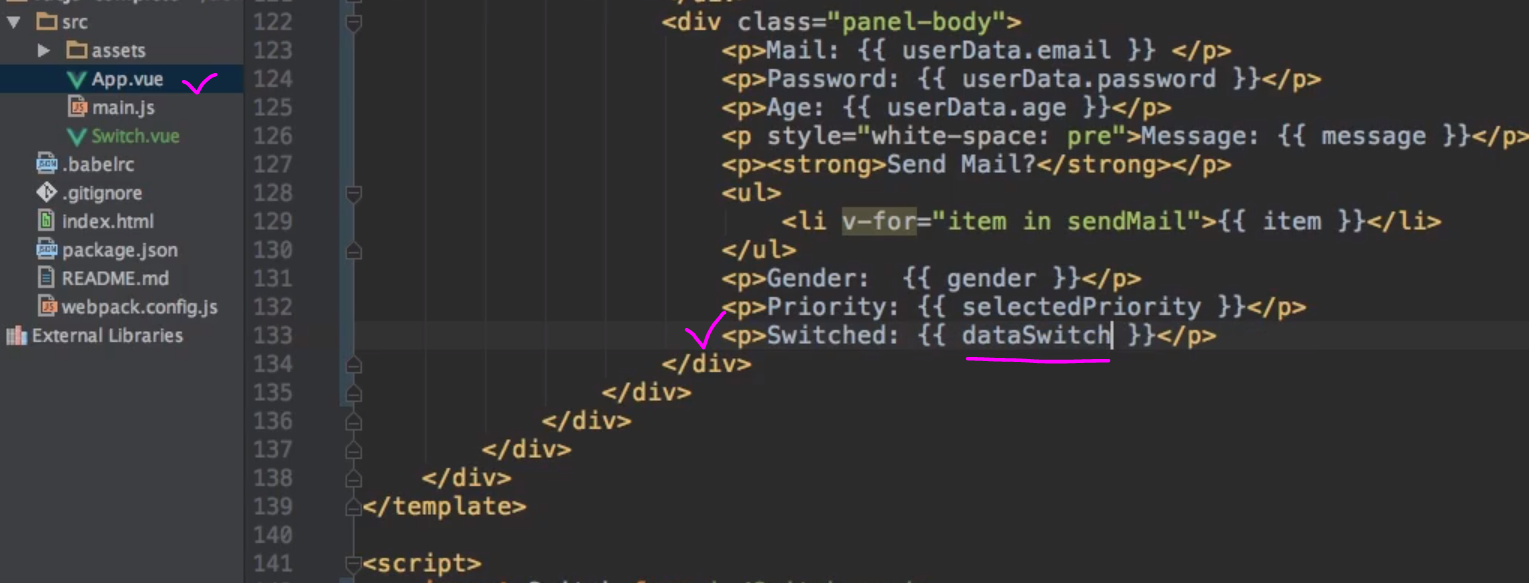 src
assets
App.vue
main.js
Switch.vue
.babelrc
.gitignore
index.html
package.json
README.md
webpack.config.js
External Libraries
122 <div class="panel-body">
123 <p>Mail: {{ userData.email }} </p>
124 <p>Password: {{ userData.password }}</p>
125 <p>Age: {{ userData.age }}</p>
126 <p style="white-space: pre">Message: {{ message }}</p>
127 <p><strong>Send Mail?</strong></p>
128 <ul>
129 <li v-for="item in sendMail">{{ item }}</li>
130 </ul>
131 <p>Gender:  {{ gender }}</p>
132 <p>Priority: {{ selectedPriority }}</p>
133 <p>Switched: {{ dataSwitch }}</p>
134 </div>
135 </div>
136 </div>
137 </div>
138 </div>
139 </template>
140
141 <script>